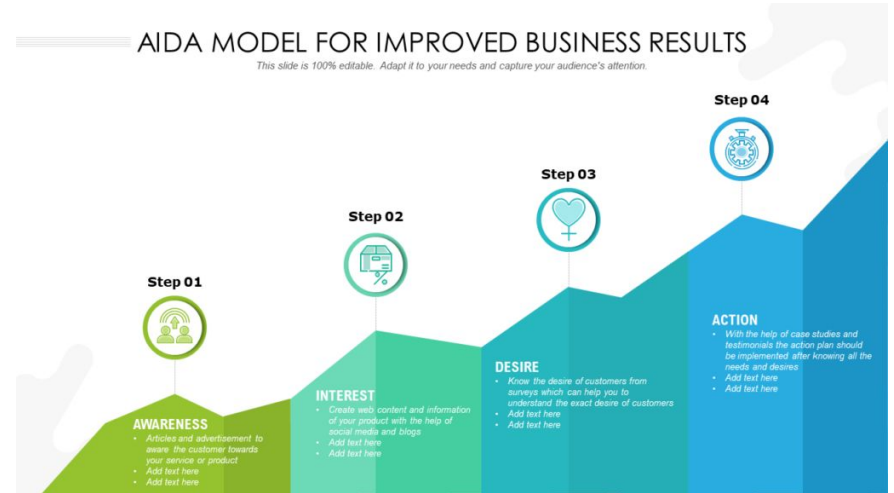 AIDA MODEL FOR IMPROVED BUSINESS RESULTS
This slide is 100% editable. Adapt it to your needs and capture your audience's attention.
Step 01
AWARENESS
• Articles and advertisement to
aware the customer towards
your service or product
• Add text here
• Add text here
Step 02
INTEREST
• Create web content and information
of your product with the help of
social media and blogs
• Add text here
• Add text here
Step 03
DESIRE
• Know the desire of customers from
surveys which can help you to
understand the exact desire of customers
• Add text here
• Add text here
Step 04
ACTION
• With the help of case studies and
testimonials the action plan should
be implemented after knowing all the
needs and desires
• Add text here
• Add text here